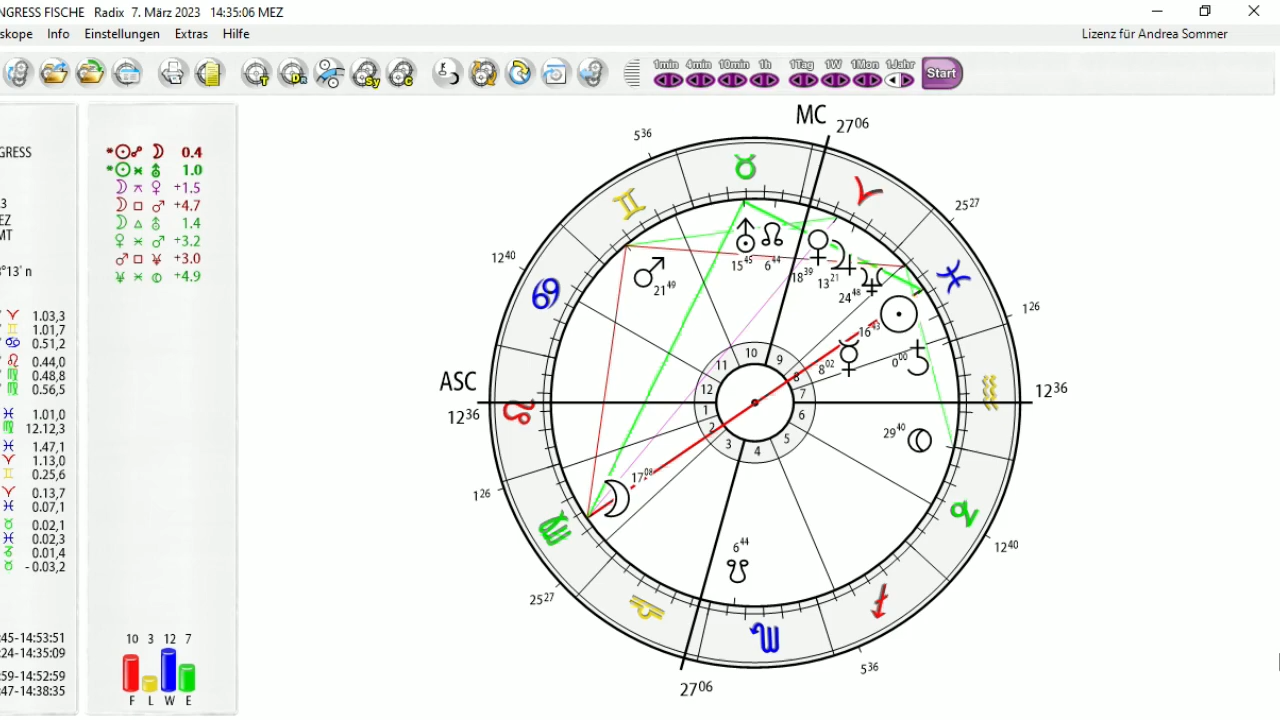 NGRESS FISCHE Radix 7. März 2023 14:35:06 MEZ
skope Info Einstellungen Extras Hilfe
Lizenz für Andrea Sommer
1min 4min 10min 1h 1Tag 1W 1Mon 1Jahr Start
T Da Sy C
GRESS
3
EZ
MT
3°13' n
☉ ☍ ☽ 0.4
☉ ⚹ ⛢ 1.0
☽ ⚻ ♀ +1.5
☽ □ ♂ +4.7
☽ △ ⛢ 1.4
♀ ⚹ ♂ +3.2
♂ □ ♆ +3.0
♆ ⚹ +4.9
♈ 1.03,3
♊ 1.01,7
♋ 0.51,2
♌ 0.44,0
♍ 0.48,8
♍ 0.56,5
♓ 1.01,0
♍ 12.12,3
♓ 1.47,1
♈ 1.13,0
♊ 0.25,6
♈ 0.13,7
♓ 0.07,1
♉ 0.02,1
♓ 0.02,3
♑ 0.01,4
♉ - 0.03,2
:45-14:53:51
:24-14:35:09
:59-14:52:59
:47-14:38:35
10 3 12 7
F L W E
MC 27 06
5 36
25 27
12 40
1 26
ASC
12 36
12 36
15 45
6 44
18 39
13 21
24 48
21 49
16 43
8 02
0 00
29 40
17 08
6 44
10 9 8 7 6 5 4 3 2 1 12 11
1 26
12 40
25 27
5 36
27 06